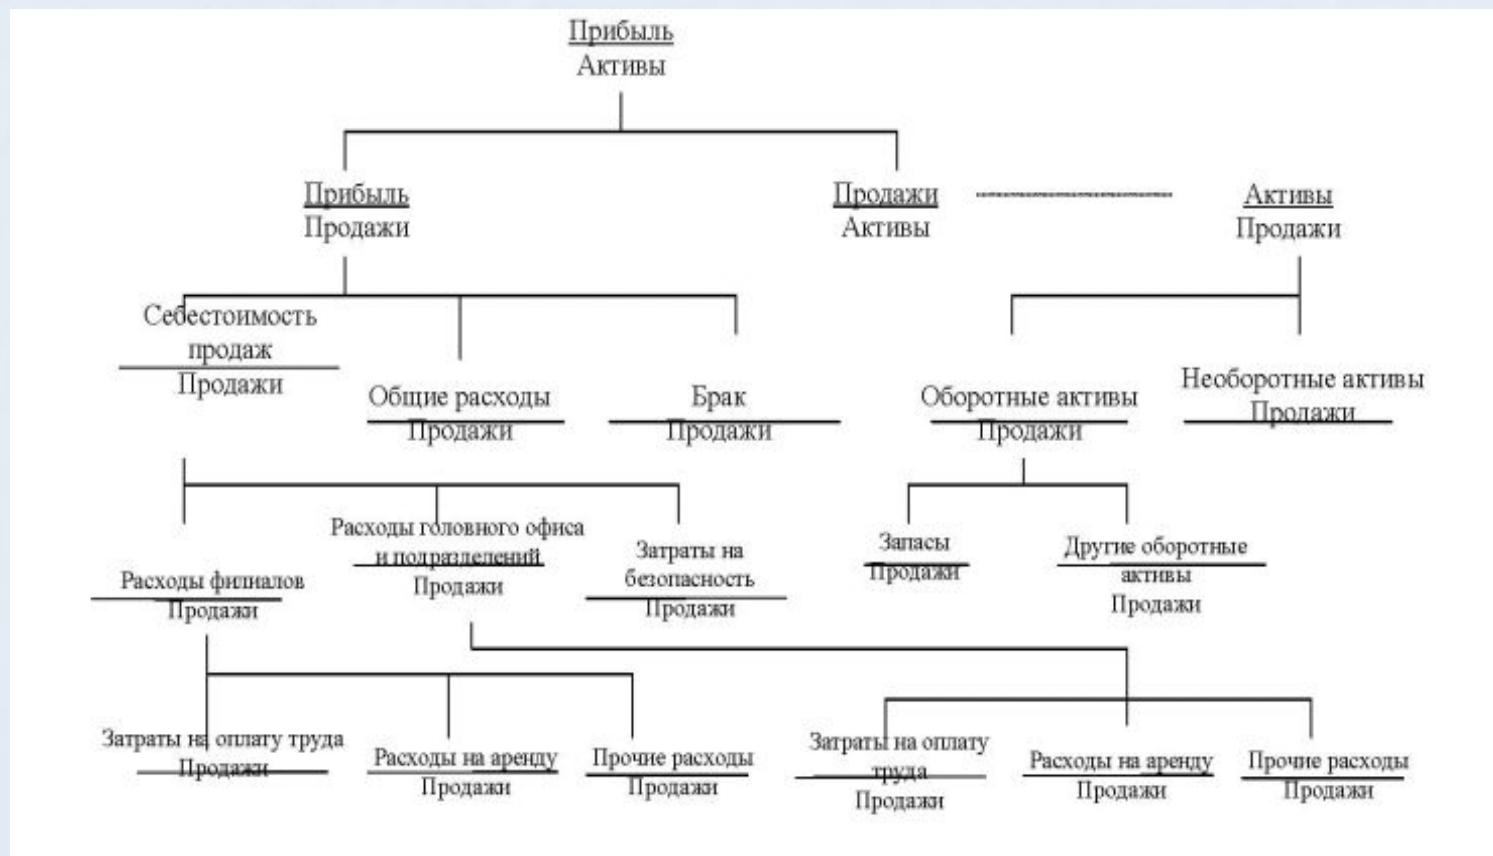 Прибыль
Активы
Прибыль
Продажи
Продажи
Активы
Активы
Продажи
Себестоимость
продаж
Продажи
Общие расходы
Продажи
Брак
Продажи
Оборотные активы
Продажи
Необоротные активы
Продажи
Расходы филиалов
Продажи
Расходы головного офиса
и подразделений
Продажи
Затраты на
безопасность
Продажи
Запасы
Продажи
Другие оборотные
активы
Продажи
Затраты на оплату труда
Продажи
Расходы на аренду
Продажи
Прочие расходы
Продажи
Затраты на оплату
труда
Продажи
Расходы на аренду
Продажи
Прочие расходы
Продажи